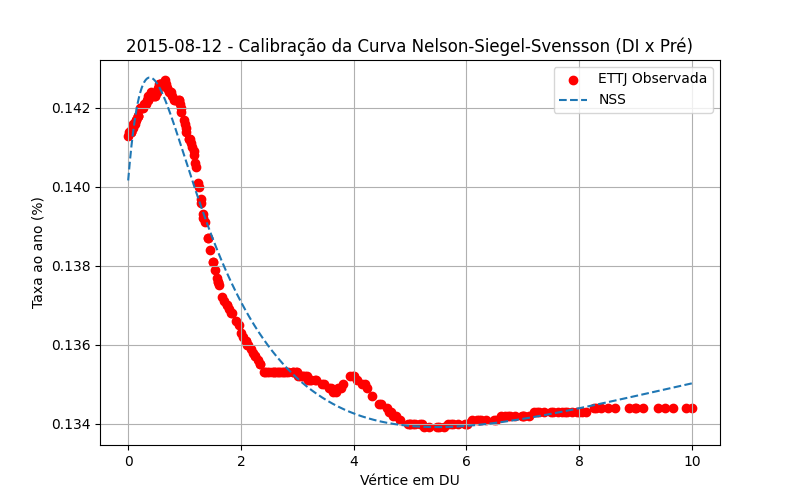 2015-08-12 - Calibração da Curva Nelson-Siegel-Svensson (DI x Pré)
ETTJ Observada
NSS
Taxa ao ano (%)
0.142
0.140
0.138
0.136
0.134
0 2 4 6 8 10
Vértice em DU